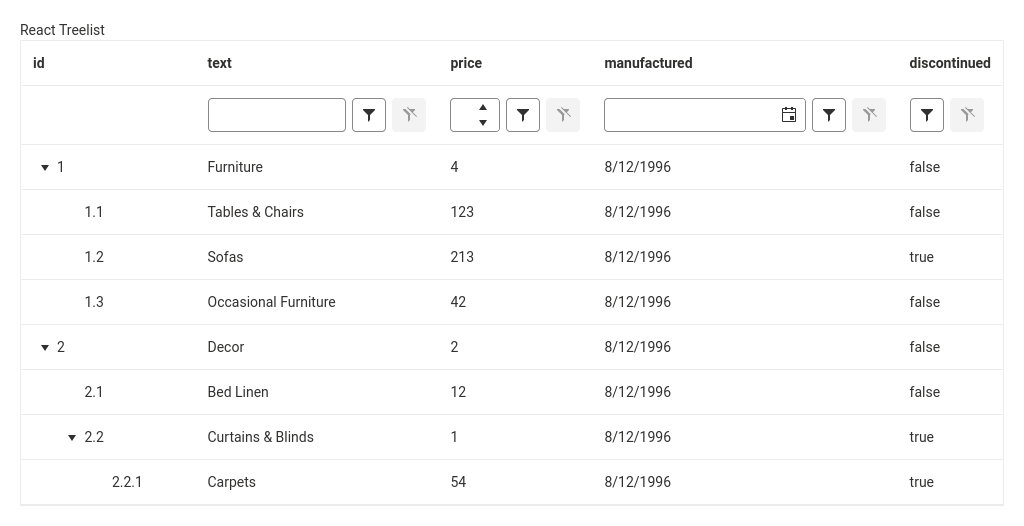 React Treelist
id text price manufactured discontinued
1 Furniture 4 8/12/1996 false
1.1 Tables & Chairs 123 8/12/1996 false
1.2 Sofas 213 8/12/1996 true
1.3 Occasional Furniture 42 8/12/1996 false
2 Decor 2 8/12/1996 false
2.1 Bed Linen 12 8/12/1996 false
2.2 Curtains & Blinds 1 8/12/1996 true
2.2.1 Carpets 54 8/12/1996 true